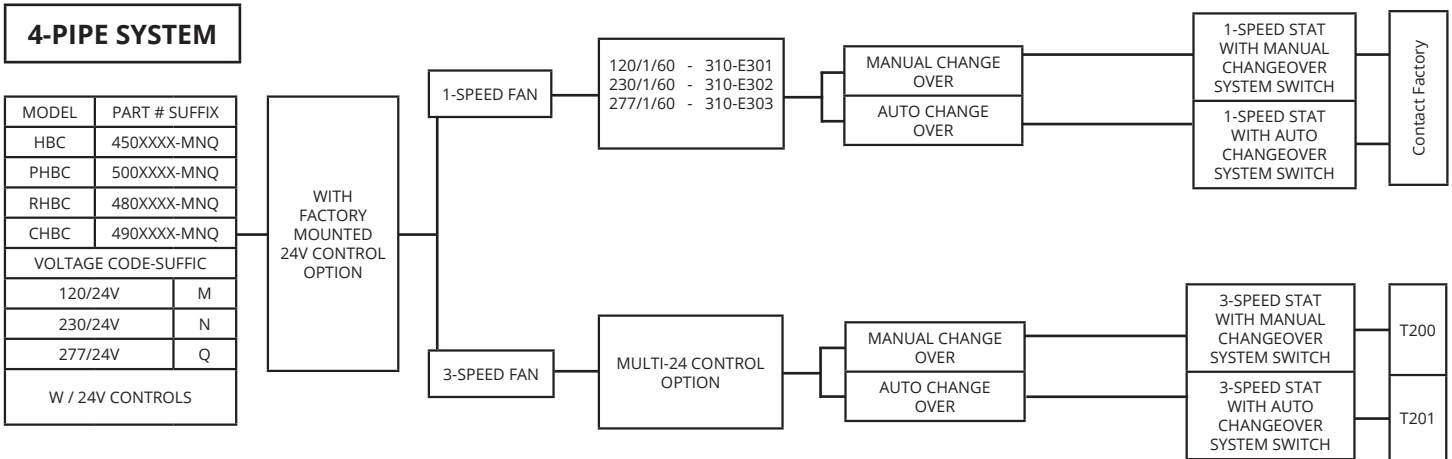 4-PIPE SYSTEM
MODEL PART # SUFFIX
HBC 450XXXX-MNQ
PHBC 500XXXX-MNQ
RHBC 480XXXX-MNQ
CHBC 490XXXX-MNQ
VOLTAGE CODE-SUFFIC
120/24V M
230/24V N
277/24V Q
W / 24V CONTROLS
WITH
FACTORY
MOUNTED
24V CONTROL
OPTION
1-SPEED FAN
120/1/60 - 310-E301
230/1/60 - 310-E302
277/1/60 - 310-E303
MANUAL CHANGE
OVER
AUTO CHANGE
OVER
1-SPEED STAT
WITH MANUAL
CHANGEOVER
SYSTEM SWITCH
1-SPEED STAT
WITH AUTO
CHANGEOVER
SYSTEM SWITCH
Contact Factory
3-SPEED FAN
MULTI-24 CONTROL
OPTION
MANUAL CHANGE
OVER
AUTO CHANGE
OVER
3-SPEED STAT
WITH MANUAL
CHANGEOVER
SYSTEM SWITCH
T200
3-SPEED STAT
WITH AUTO
CHANGEOVER
SYSTEM SWITCH
T201